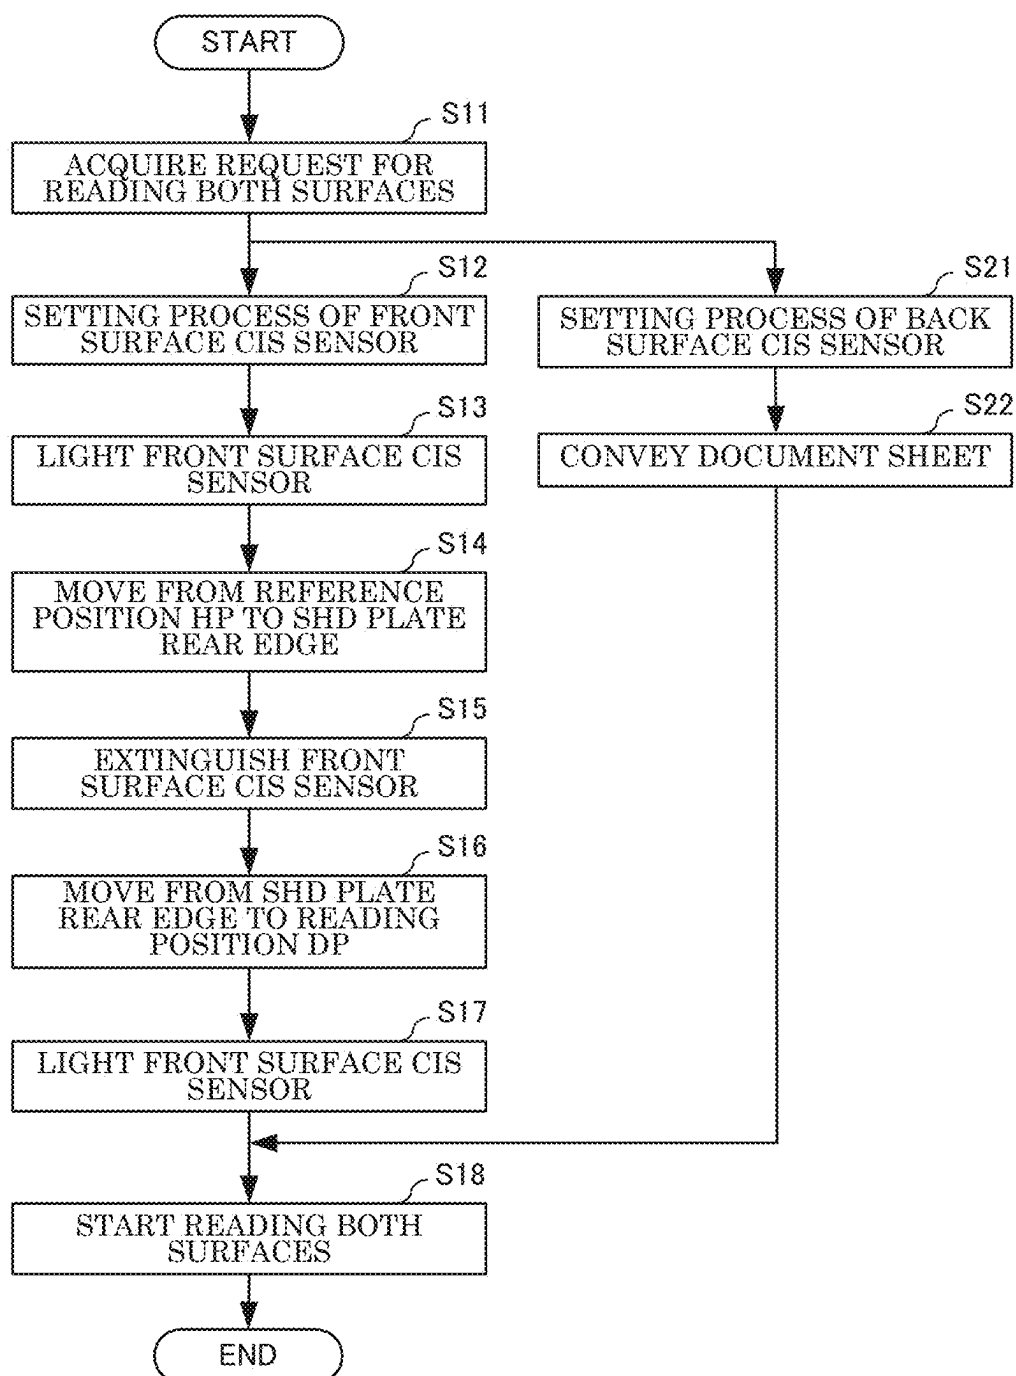 START
S11
ACQUIRE REQUEST FOR
READING BOTH SURFACES
S12
SETTING PROCESS OF FRONT
SURFACE CIS SENSOR
S21
SETTING PROCESS OF BACK
SURFACE CIS SENSOR
S13
LIGHT FRONT SURFACE CIS
SENSOR
S22
CONVEY DOCUMENT SHEET
S14
MOVE FROM REFERENCE
POSITION HP TO SHD PLATE
REAR EDGE
S15
EXTINGUISH FRONT
SURFACE CIS SENSOR
S16
MOVE FROM SHD PLATE
REAR EDGE TO READING
POSITION DP
S17
LIGHT FRONT SURFACE CIS
SENSOR
S18
START READING BOTH
SURFACES
END